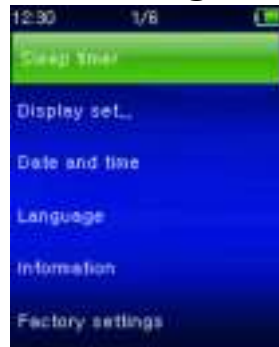 12:30 1/6
Sleep timer
Display set...
Date and time
Language
Information
Factory settings